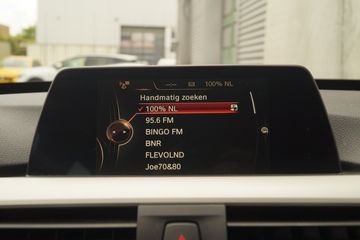 -:-- 100% NL
Handmatig zoeken
100% NL
95.6 FM
BINGO FM
BNR
FLEVOLND
Joe70&80